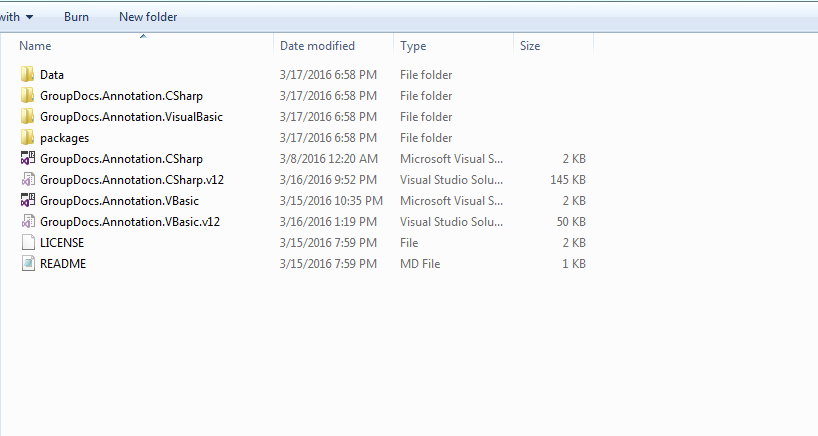 with Burn New folder
Name Date modified Type Size
Data 3/17/2016 6:58 PM File folder
GroupDocs.Annotation.CSharp 3/17/2016 6:58 PM File folder
GroupDocs.Annotation.VisualBasic 3/17/2016 6:58 PM File folder
packages 3/17/2016 6:58 PM File folder
GroupDocs.Annotation.CSharp 3/8/2016 12:20 AM Microsoft Visual S... 2 KB
GroupDocs.Annotation.CSharp.v12 3/16/2016 9:52 PM Visual Studio Solu... 145 KB
GroupDocs.Annotation.VBasic 3/15/2016 10:35 PM Microsoft Visual S... 2 KB
GroupDocs.Annotation.VBasic.v12 3/16/2016 1:19 PM Visual Studio Solu... 50 KB
LICENSE 3/15/2016 7:59 PM File 2 KB
README 3/15/2016 7:59 PM MD File 1 KB